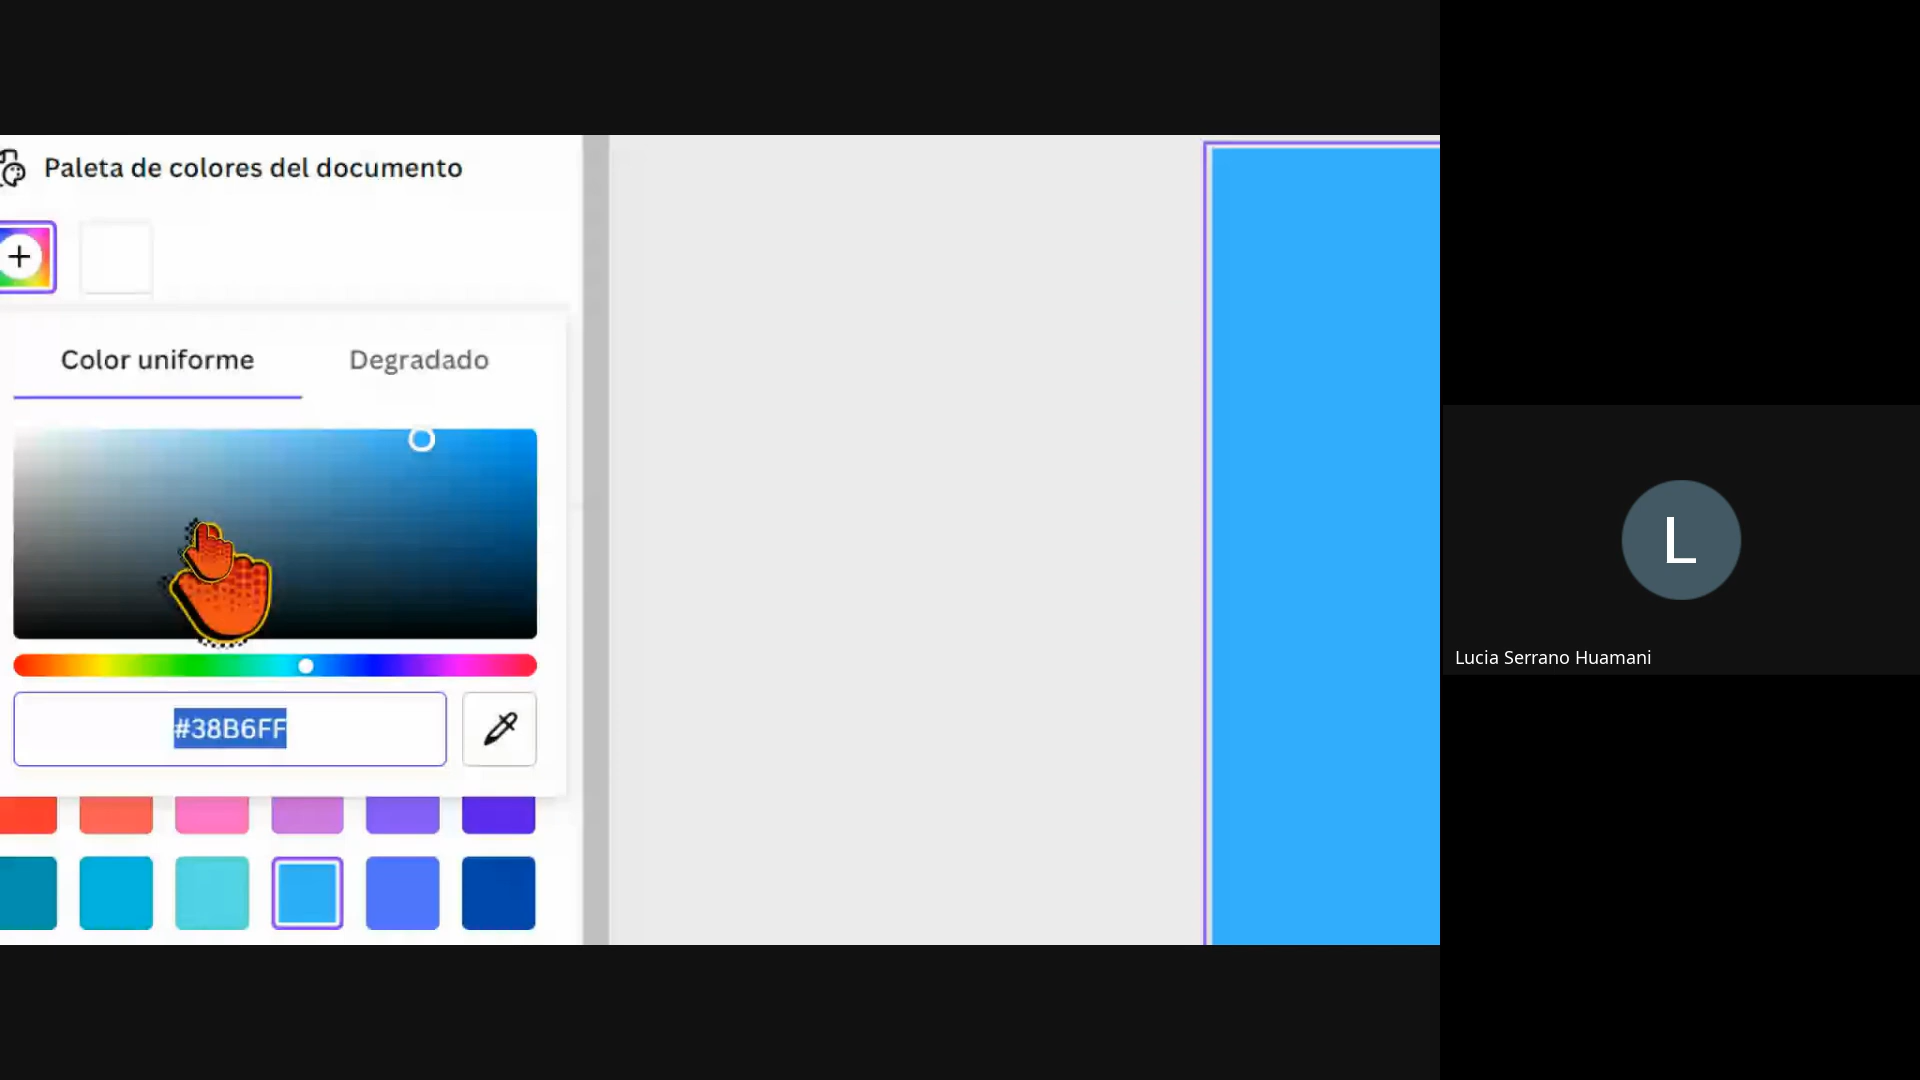 Paleta de colores del documento
Color uniforme
Degradado
#38B6FF
L
Lucia Serrano Huamani